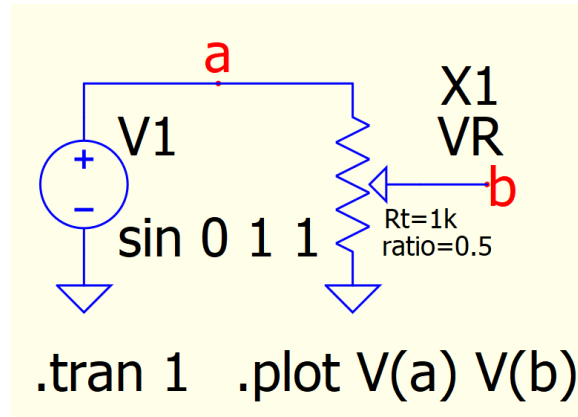 a
X1
V1
VR
b
Rt=1k
ratio=0.5
sin 0 1 1
.tran 1 .plot V(a) V(b)